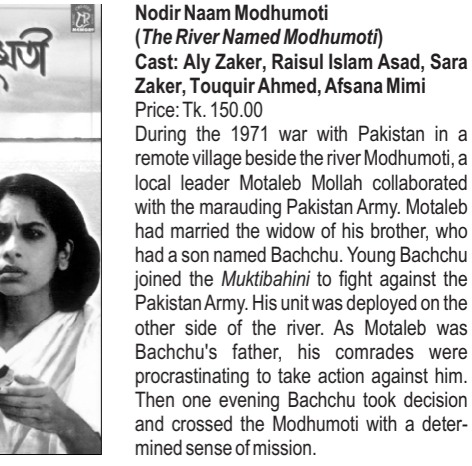 Nodir Naam Modhumoti
(The River Named Modhumoti)
Cast: Aly Zaker, Raisul Islam Asad, Sara
Zaker, Touquir Ahmed, Afsana Mimi
Price: Tk. 150.00
During the 1971 war with Pakistan in a
remote village beside the river Modhumoti, a
local leader Motaleb Mollah collaborated
with the marauding Pakistan Army. Motaleb
had married the widow of his brother, who
had a son named Bachchu. Young Bachchu
joined the Muktibahini to fight against the
Pakistan Army. His unit was deployed on the
other side of the river. As Motaleb was
Bachchu's father, his comrades were
procrastinating to take action against him.
Then one evening Bachchu took decision
and crossed the Modhumoti with a deter-
mined sense of mission.